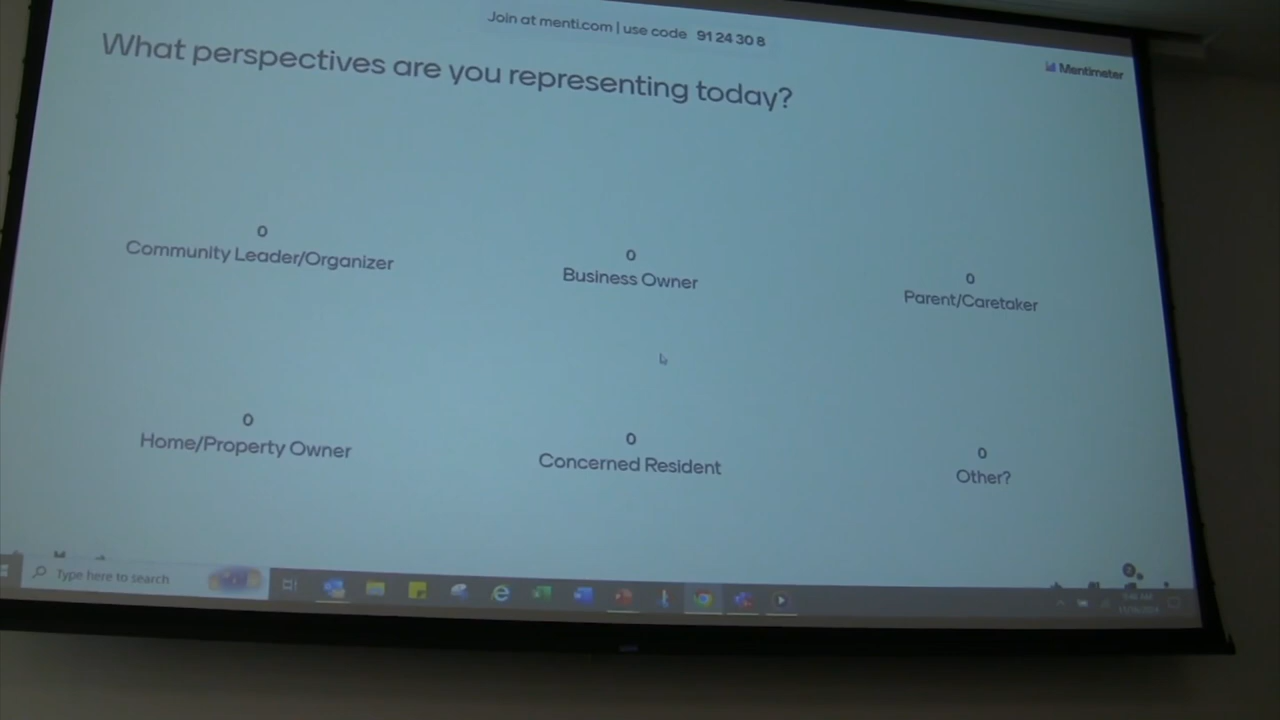 Join at menti.com | use code 91 24 30 8
Mentimeter
What perspectives are you representing today?
0
Community Leader/Organizer
0
Business Owner
0
Parent/Caretaker
0
Home/Property Owner
0
Concerned Resident
0
Other?
Type here to search